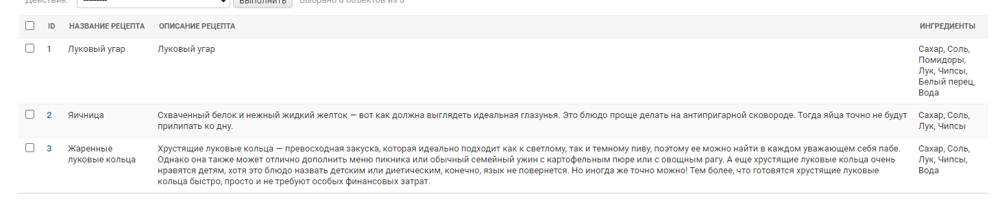 Действие: --------- Выполнить Выбрано 0 объектов из 3
ID НАЗВАНИЕ РЕЦЕПТА ОПИСАНИЕ РЕЦЕПТА ИНГРЕДИЕНТЫ
1 Луковый угар Луковый угар Сахар, Соль,
Помидоры,
Лук, Чипсы,
Белый перец,
Вода
2 Яичница Схваченный белок и нежный жидкий желток — вот как должна выглядеть идеальная глазунья. Это блюдо проще делать на антипригарной сковороде. Тогда яйца точно не будут Сахар, Соль,
прилипать ко дну. Лук, Чипсы
3 Жаренные Хрустящие луковые кольца — превосходная закуска, которая идеально подходит как к светлому, так и темному пиву, поэтому ее можно найти в каждом уважающем себя пабе. Сахар, Соль,
луковые кольца Однако она также может отлично дополнить меню пикника или обычный семейный ужин с картофельным пюре или с овощным рагу. А еще хрустящие луковые кольца очень Лук, Чипсы,
нравятся детям, хотя это блюдо назвать детским или диетическим, конечно, язык не повернется. Но иногда же точно можно! Тем более, что готовятся хрустящие луковые Вода
кольца быстро, просто и не требуют особых финансовых затрат.